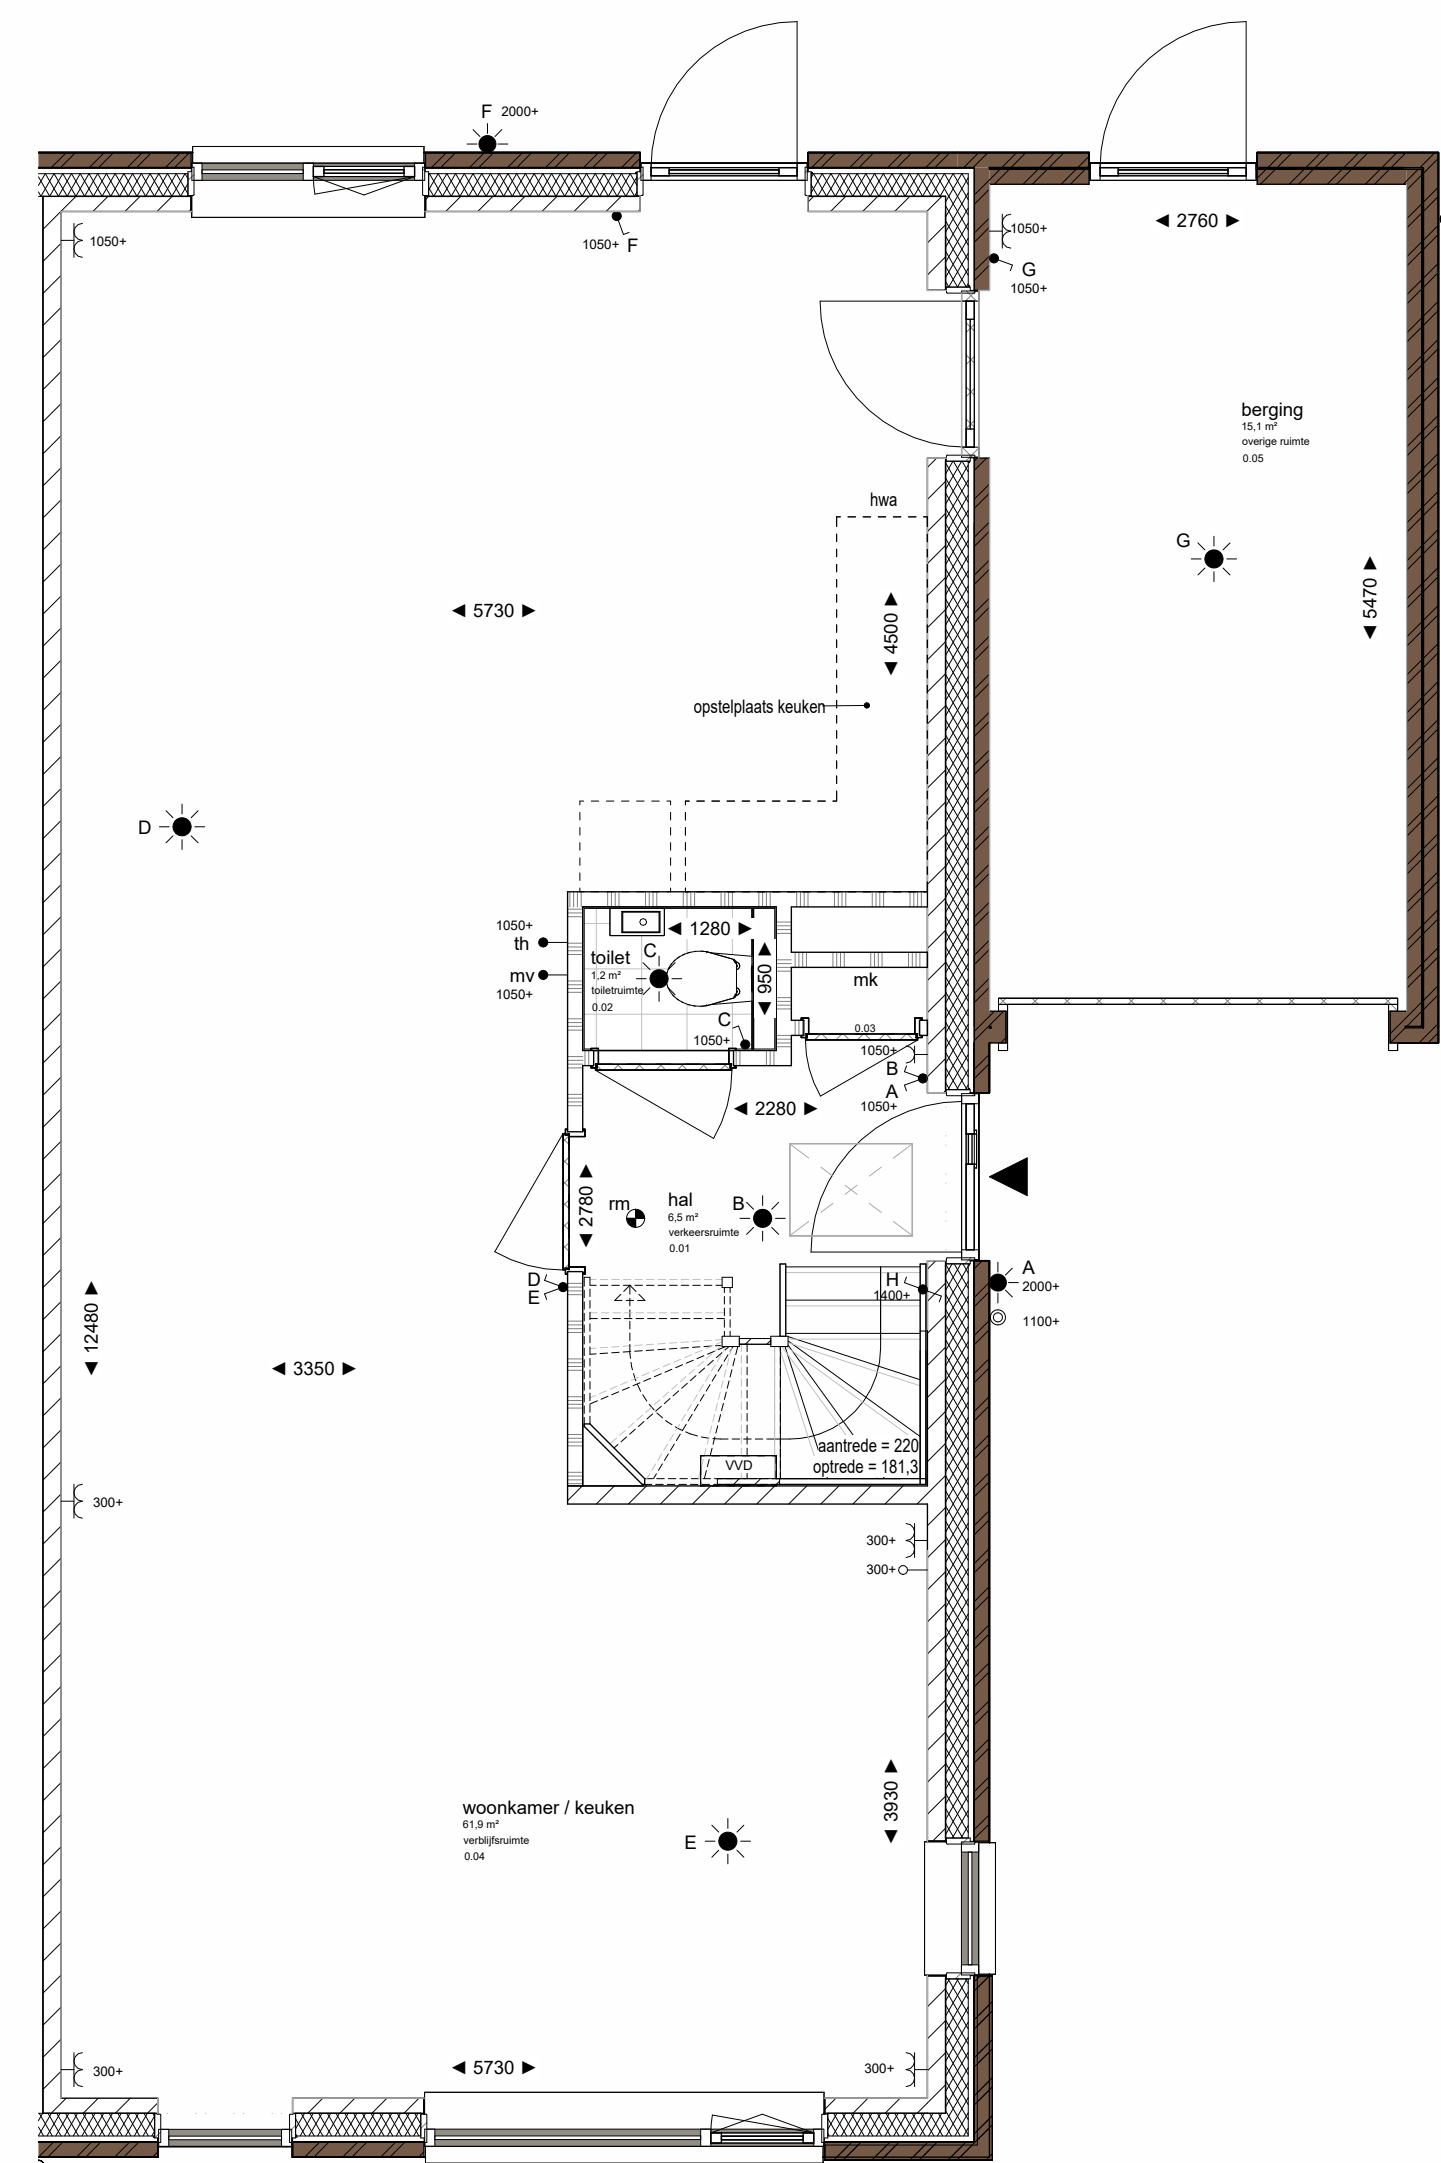 F 2000+
1050+
1050+ F
1050+
G
1050+
◄ 2760 ►
berging
15,1 m²
overige ruimte
0.05
hwa
G
◄ 5730 ►
◄ 4500 ►
◄ 5470 ►
opstelplaats keuken
D
1050+
th
mv
1050+
toilet
1,2 m²
toiletruimte
0.02
C
◄ 1280 ►
◄ 950 ►
mk
C
1050+
0.03
1050+
B
A
1050+
◄ 2280 ►
◄ 2780 ►
rm
hal
6,5 m²
verkeersruimte
0.01
B
D
E
H
1400+
A
2000+
1100+
◄ 12480 ►
◄ 3350 ►
aantrede = 220
optrede = 181,3
VVD
300+
300+
300+
◄ 3930 ►
woonkamer / keuken
61,9 m²
verblijfsruimte
0.04
E
300+
◄ 5730 ►
300+